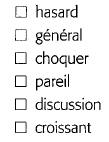 ☐ hasard
☐ général
☐ choquer
☐ pareil
☐ discussion
☐ croissant